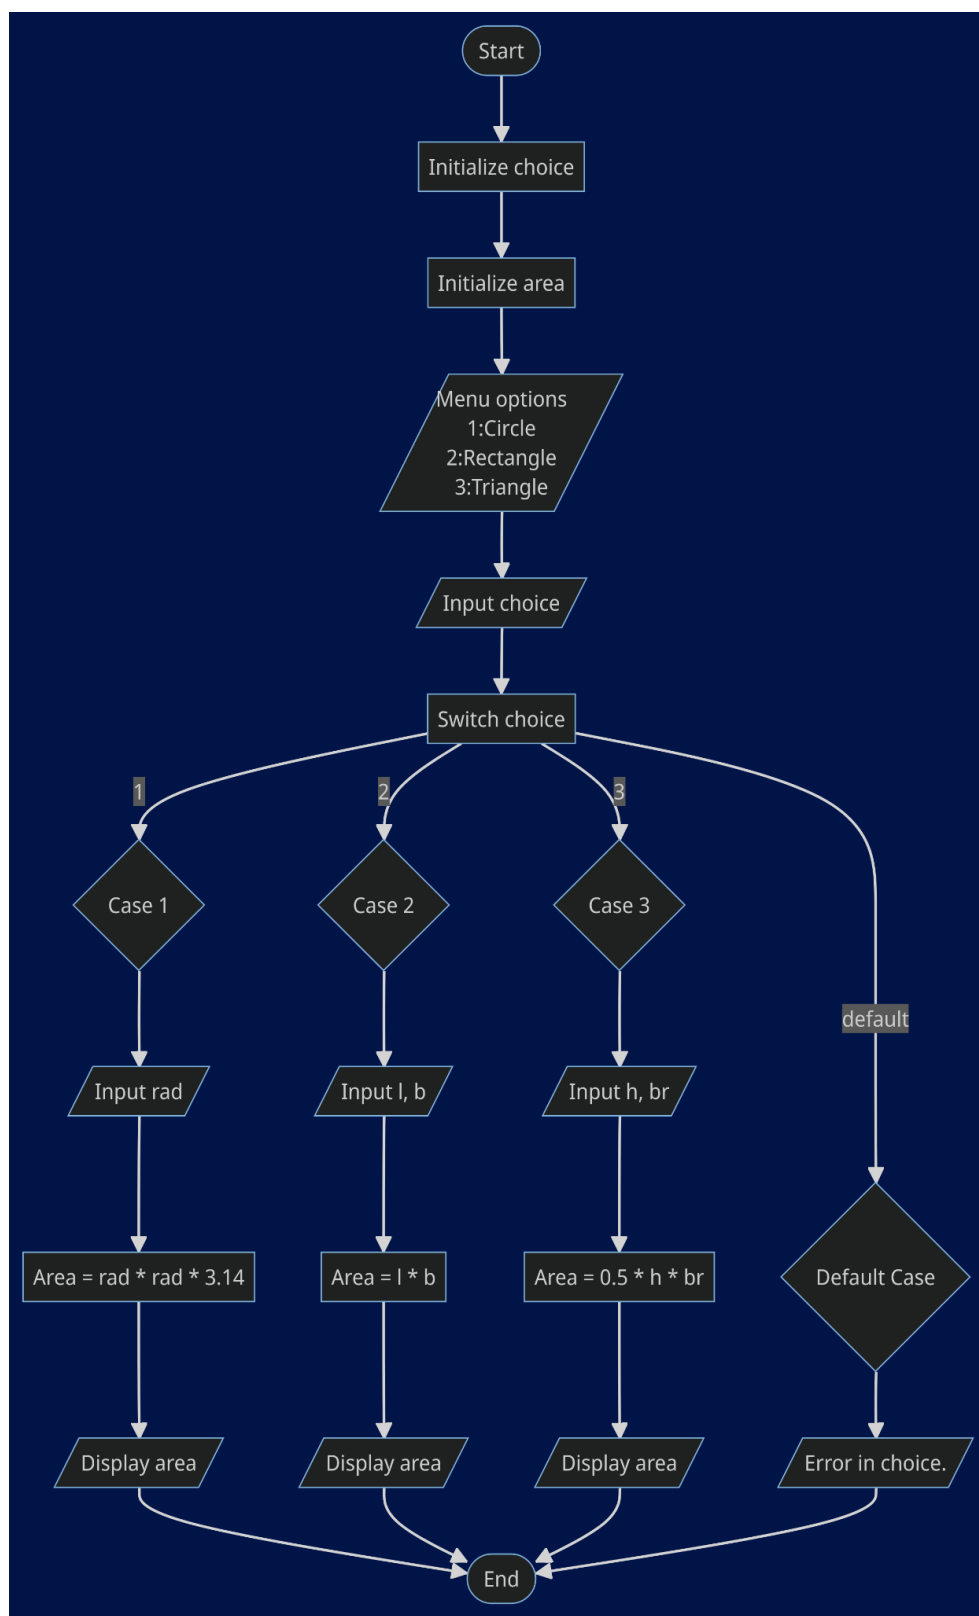 Start
Initialize choice
Initialize area
Menu options
1:Circle
2:Rectangle
3:Triangle
Input choice
Switch choice
1
2
3
Case 1
Case 2
Case 3
default
Input rad
Input l, b
Input h, br
Area = rad * rad * 3.14
Area = l * b
Area = 0.5 * h * br
Default Case
Display area
Display area
Display area
Error in choice.
End